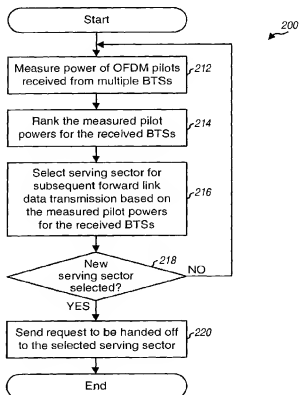 Start
200
Measure power of OFDM pilots
received from multiple BTSs
212
Rank the measured pilot
powers for the received BTSs
214
Select serving sector for
subsequent forward link
data transmission based on
the measured pilot powers
for the received BTSs
216
New
serving sector
selected?
218
NO
YES
Send request to be handed off
to the selected serving sector
220
End